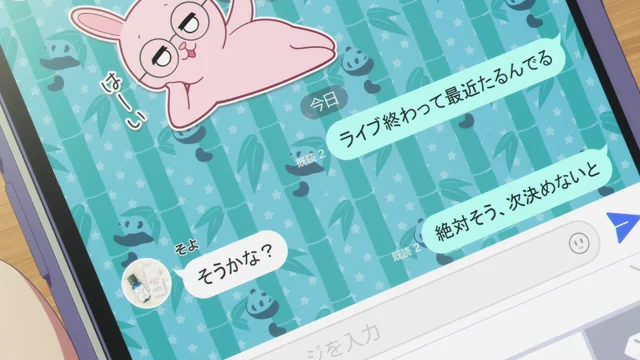 はーい
今日
ライブ終わって最近たるんでる
既読 2
そよ
そうかな？
絶対そう、次決めないと
既読 2
ジを入力